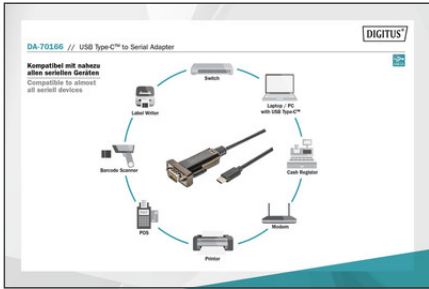 DIGITUS®
DA-70166 // USB Type-C™ to Serial Adapter
Kompatibel mit nahezu
allen seriellen Geräten
Compatible to almost
all seriell devices
Switch
Label Writer
Laptop / PC
with USB Type-C™
Barcode Scanner
Cash Register
POS
Modem
Printer